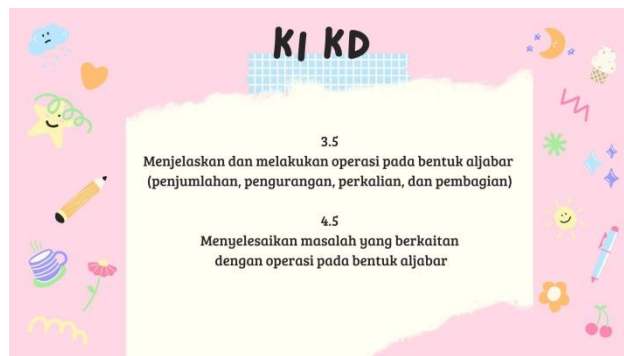 KI KD
3.5
Menjelaskan dan melakukan operasi pada bentuk aljabar
(penjumlahan, pengurangan, perkalian, dan pembagian)
4.5
Menyelesaikan masalah yang berkaitan
dengan operasi pada bentuk aljabar